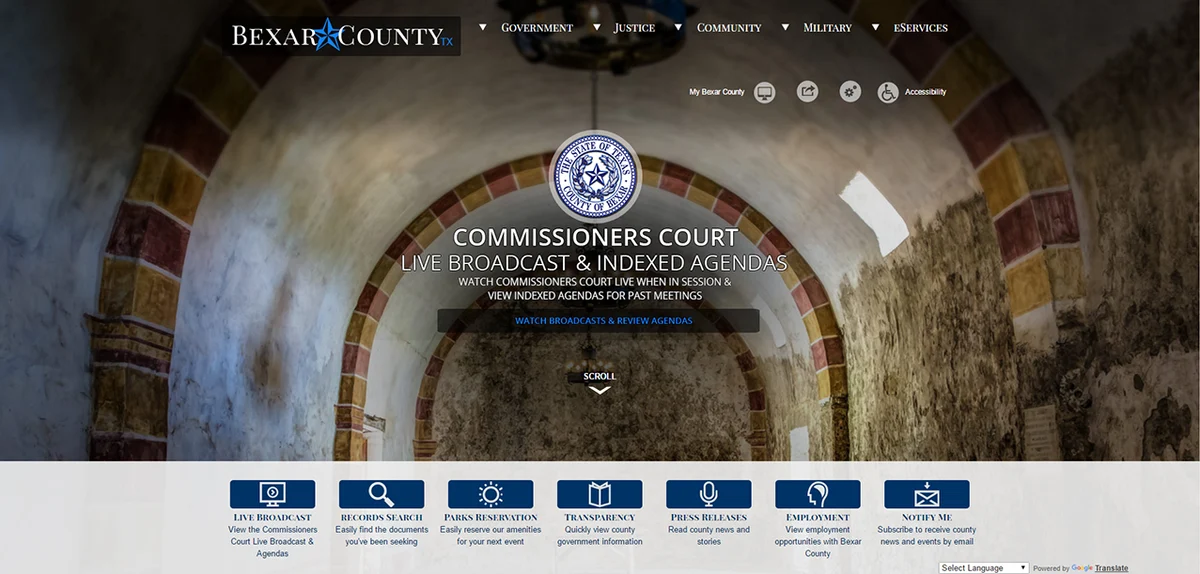 BEXAR COUNTY TX
GOVERNMENT
JUSTICE
COMMUNITY
MILITARY
ESERVICES
My Bexar County
Accessibility
THE STATE OF TEXAS
COUNTY OF BEXAR
COMMISSIONERS COURT
LIVE BROADCAST & INDEXED AGENDAS
WATCH COMMISSIONERS COURT LIVE WHEN IN SESSION &
VIEW INDEXED AGENDAS FOR PAST MEETINGS
WATCH BROADCASTS & REVIEW AGENDAS
SCROLL
LIVE BROADCAST
View the Commissioners
Court Live Broadcast &
Agendas
RECORDS SEARCH
Easily find the documents
you've been seeking
PARKS RESERVATION
Easily reserve our amenities
for your next event
TRANSPARENCY
Quickly view county
government information
PRESS RELEASES
Read county news and
stories
EMPLOYMENT
View employment
opportunities with Bexar
County
NOTIFY ME
Subscribe to receive county
news and events by email
Select Language
Powered by Google Translate